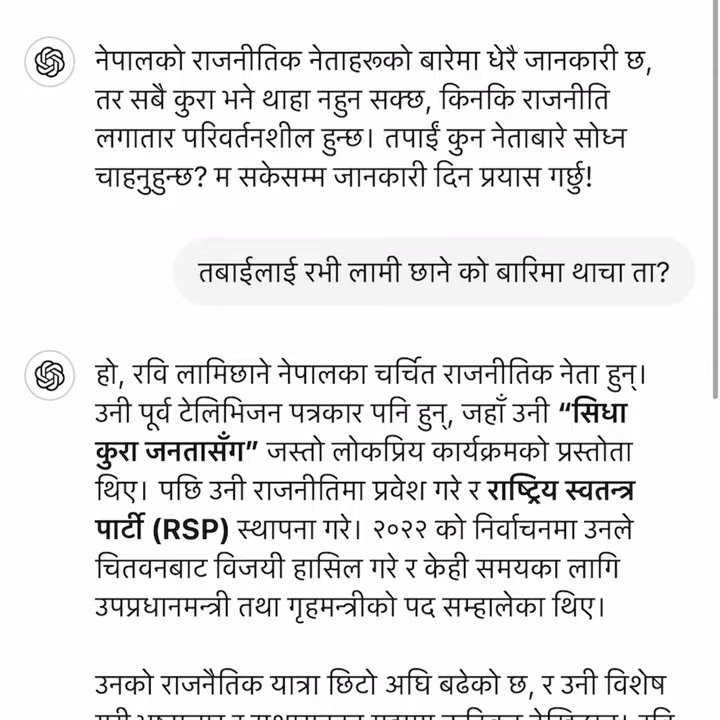 नेपालको राजनीतिक नेताहरूको बारेमा धेरै जानकारी छ,
तर सबै कुरा भने थाहा नहुन सक्छ, किनकि राजनीति
लगातार परिवर्तनशील हुन्छ। तपाईं कुन नेताबारे सोध्न
चाहनुहुन्छ? म सकेसम्म जानकारी दिन प्रयास गर्छु!
तबाईलाई रभी लामी छाने को बारिमा थाचा ता?
हो, रवि लामिछाने नेपालका चर्चित राजनीतिक नेता हुन्।
उनी पूर्व टेलिभिजन पत्रकार पनि हुन्, जहाँ उनी “सिधा
कुरा जनतासँग” जस्तो लोकप्रिय कार्यक्रमको प्रस्तोता
थिए। पछि उनी राजनीतिमा प्रवेश गरे र राष्ट्रिय स्वतन्त्र
पार्टी (RSP) स्थापना गरे। २०२२ को निर्वाचनमा उनले
चितवनबाट विजयी हासिल गरे र केही समयका लागि
उपप्रधानमन्त्री तथा गृहमन्त्रीको पद सम्हालेका थिए।
उनको राजनैतिक यात्रा छिटो अघि बढेको छ, र उनी विशेष